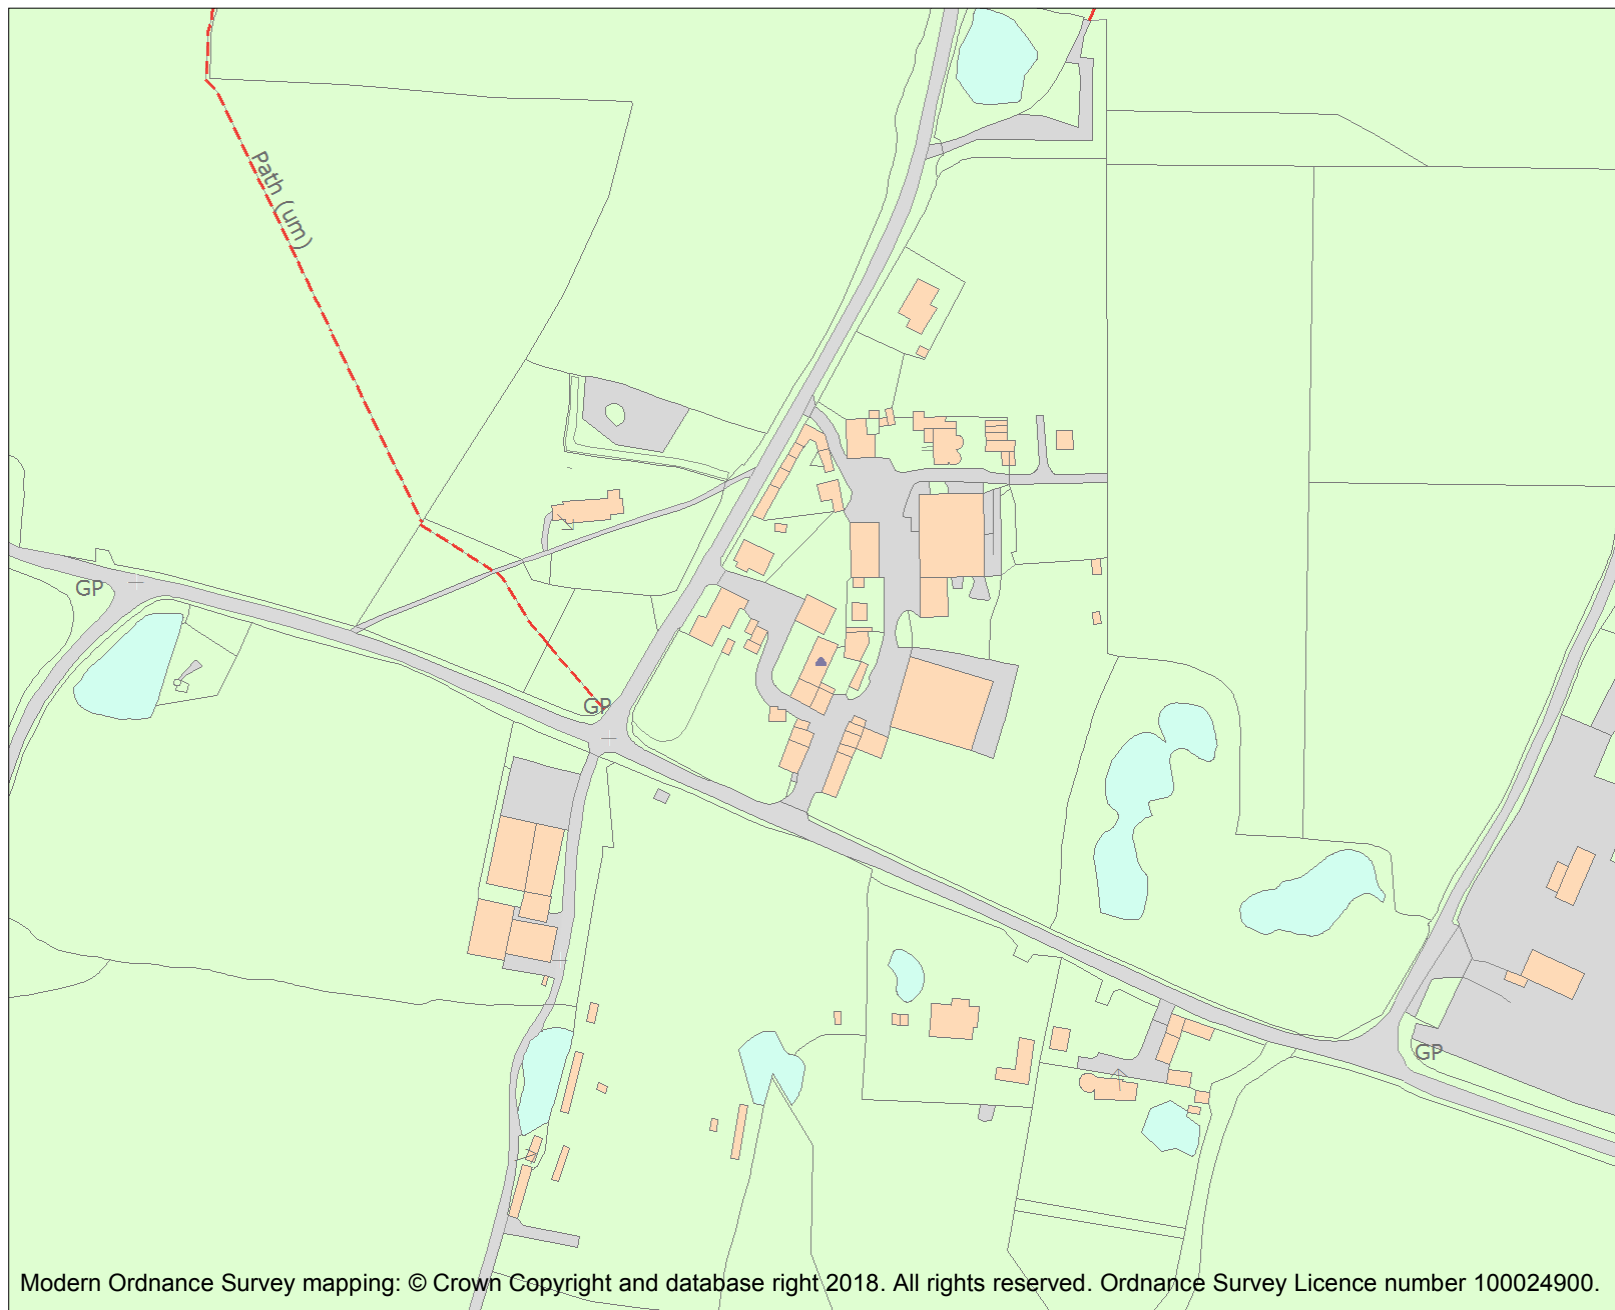 Path (um)
GP
GP
GP
Modern Ordnance Survey mapping: © Crown Copyright and database right 2018. All rights reserved. Ordnance Survey Licence number 100024900.